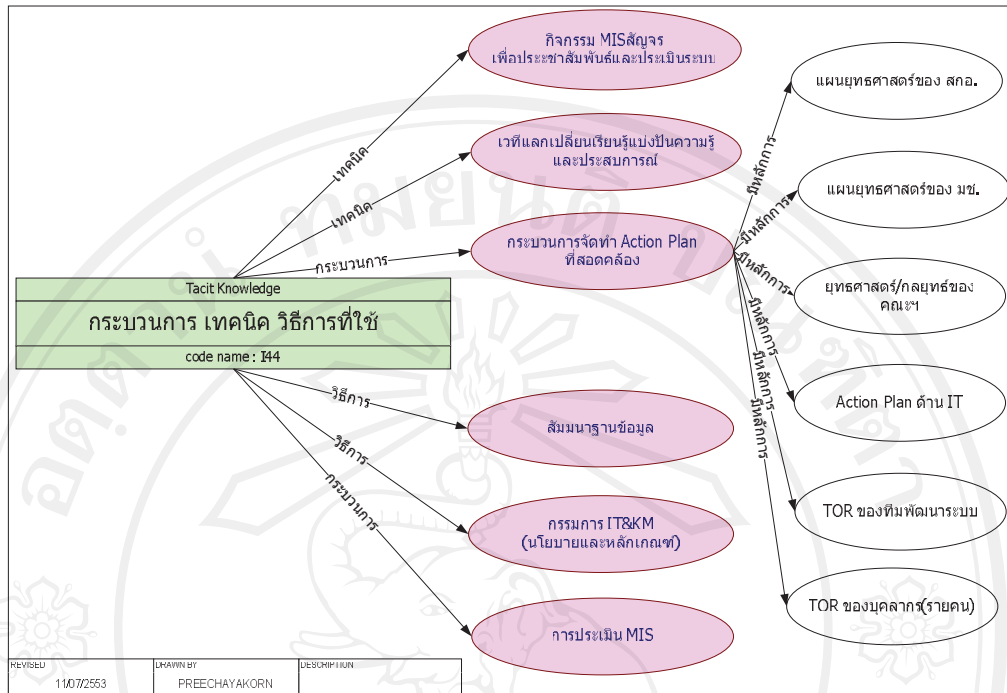 กิจกรรม MISสัญจร
เพื่อประะชาสัมพันธ์และประเมินระบบ
แผนยุทธศาสตร์ของ สกอ.
เวทีแลกเปลี่ยนเรียนรู้แบ่งปันความรู้
และประสบการณ์
แผนยุทธศาสตร์ของ มช.
กระบวนการจัดทำ Action Plan
ที่สอดคล้อง
ยุทธศาสตร์/กลยุทธ์ของ
คณะฯ
เทคนิค
เทคนิค
กระบวนการ
มีหลักการ
มีหลักการ
มีหลักการ
มีหลักการ
มีหลักการ
มีหลักการ
Tacit Knowledge
กระบวนการ เทคนิค วิธีการที่ใช้
code name : I44
วิธีการ
วิธีการ
กระบวนการ
Action Plan ด้าน IT
สัมมนาฐานข้อมูล
TOR ของทีมพัฒนาระบบ
กรรมการ IT&KM
(นโยบายและหลักเกณฑ์)
TOR ของบุคลากร(รายคน)
การประเมิน MIS
REVISED
DRAWN BY
DESCRIPTION
11/07/2553
PREECHAYAKORN